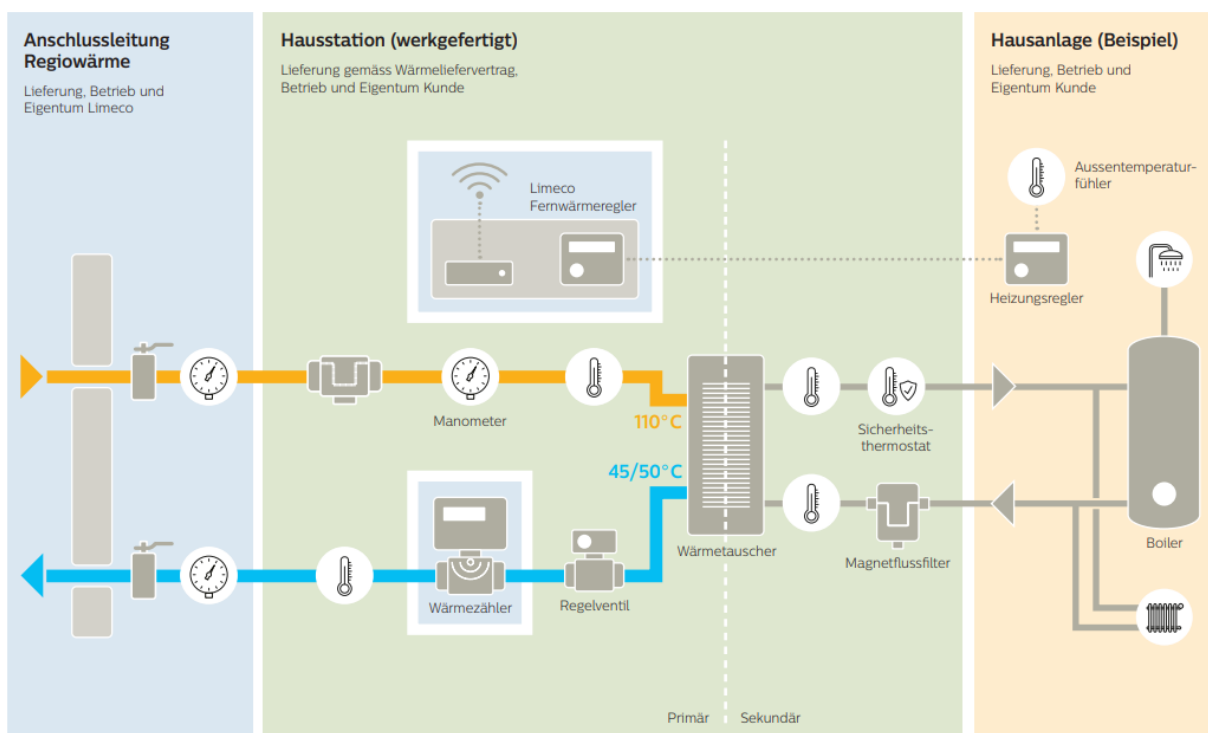 Anschlussleitung
Regiowärme
Lieferung, Betrieb und
Eigentum Limeco
Hausstation (werkgefertigt)
Lieferung gemäss Wärmeliefervertrag,
Betrieb und Eigentum Kunde
Hausanlage (Beispiel)
Lieferung, Betrieb und
Eigentum Kunde
Limeco
Fernwärmeregler
Aussentemperatur-
fühler
Heizungsregler
Manometer
110°C
Sicherheits-
thermostat
45/50°C
Wärmetauscher
Magnetflussfilter
Boiler
Wärmezähler
Regelventil
Primär
Sekundär